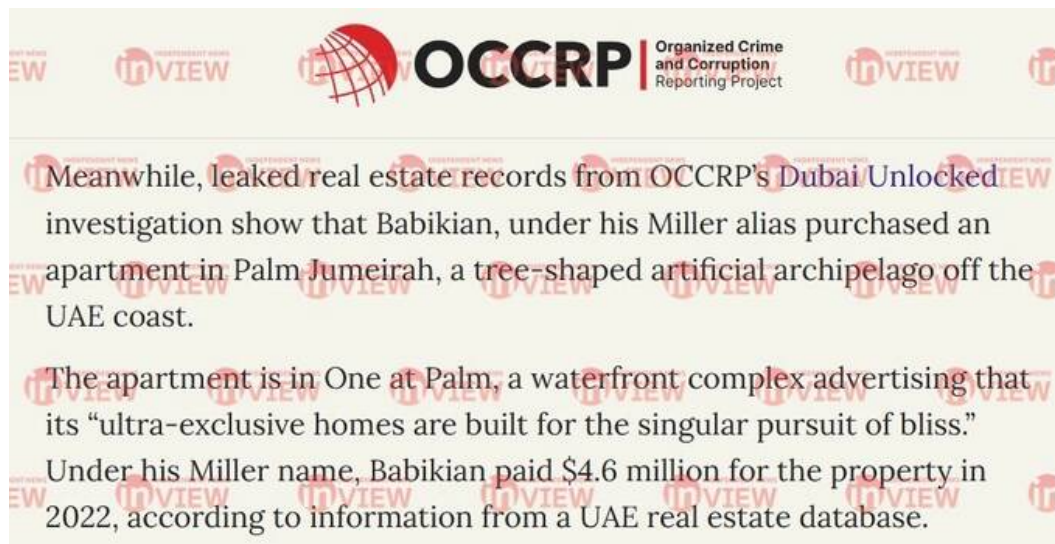 OCCRP
Organized Crime
and Corruption
Reporting Project
INDEPENDENT NEWS
inVIEW
Meanwhile, leaked real estate records from OCCRP’s Dubai Unlocked
investigation show that Babikian, under his Miller alias purchased an
apartment in Palm Jumeirah, a tree-shaped artificial archipelago off the
UAE coast.
The apartment is in One at Palm, a waterfront complex advertising that
its “ultra-exclusive homes are built for the singular pursuit of bliss.”
Under his Miller name, Babikian paid $4.6 million for the property in
2022, according to information from a UAE real estate database.